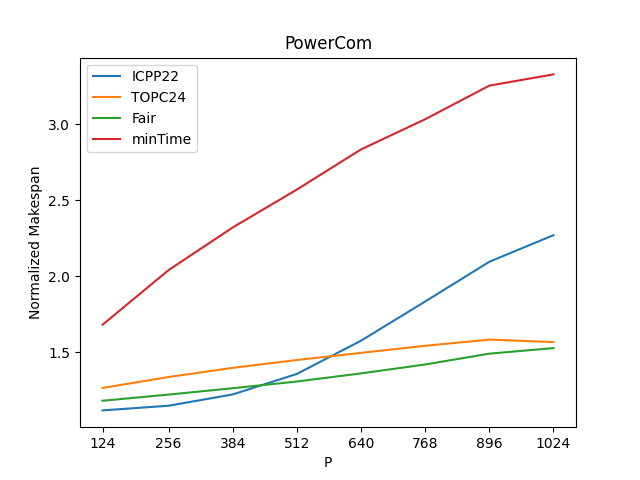 PowerCom
ICPP22
TOPC24
Fair
minTime
Normalized Makespan
3.0
2.5
2.0
1.5
124 256 384 512 640 768 896 1024
P